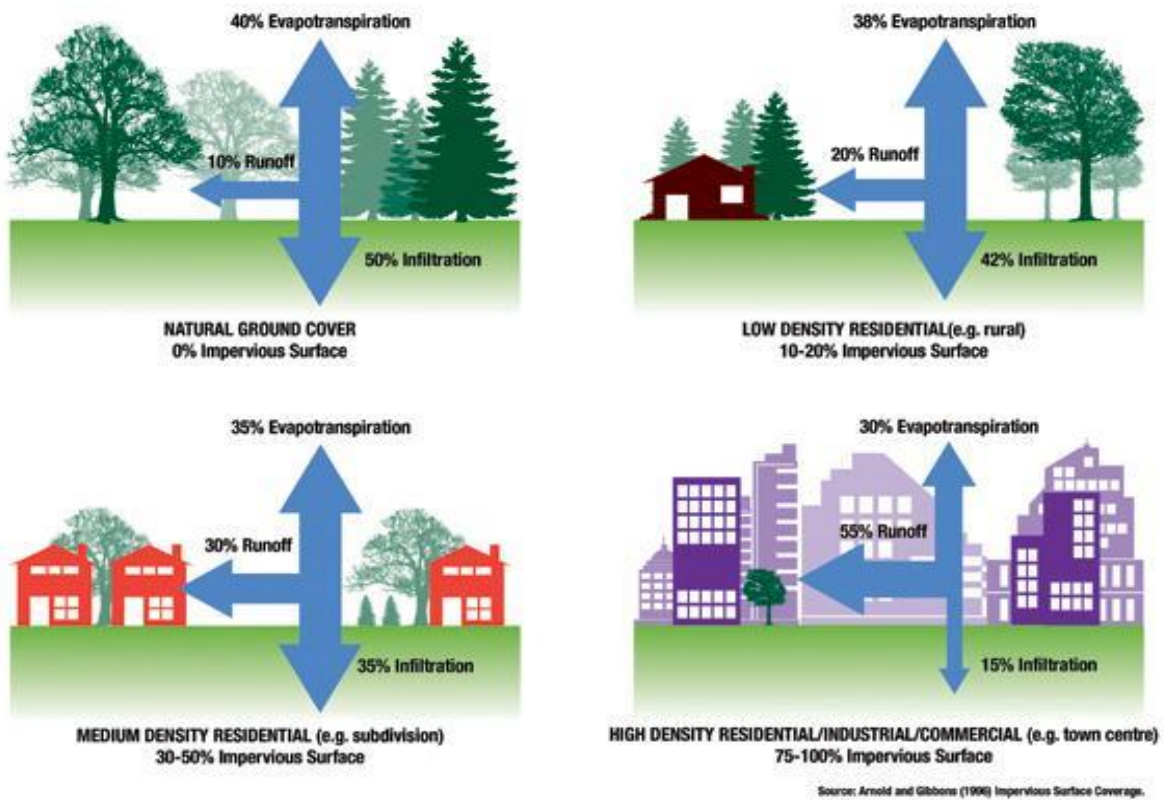 40% Evapotranspiration
10% Runoff
50% Infiltration
NATURAL GROUND COVER
0% Impervious Surface
38% Evapotranspiration
20% Runoff
42% Infiltration
LOW DENSITY RESIDENTIAL(e.g. rural)
10-20% Impervious Surface
35% Evapotranspiration
30% Runoff
35% Infiltration
MEDIUM DENSITY RESIDENTIAL (e.g. subdivision)
30-50% Impervious Surface
30% Evapotranspiration
55% Runoff
15% Infiltration
HIGH DENSITY RESIDENTIAL/INDUSTRIAL/COMMERCIAL (e.g. town centre)
75-100% Impervious Surface
Source: Arnold and Gibbons (1996) Impervious Surface Coverage.